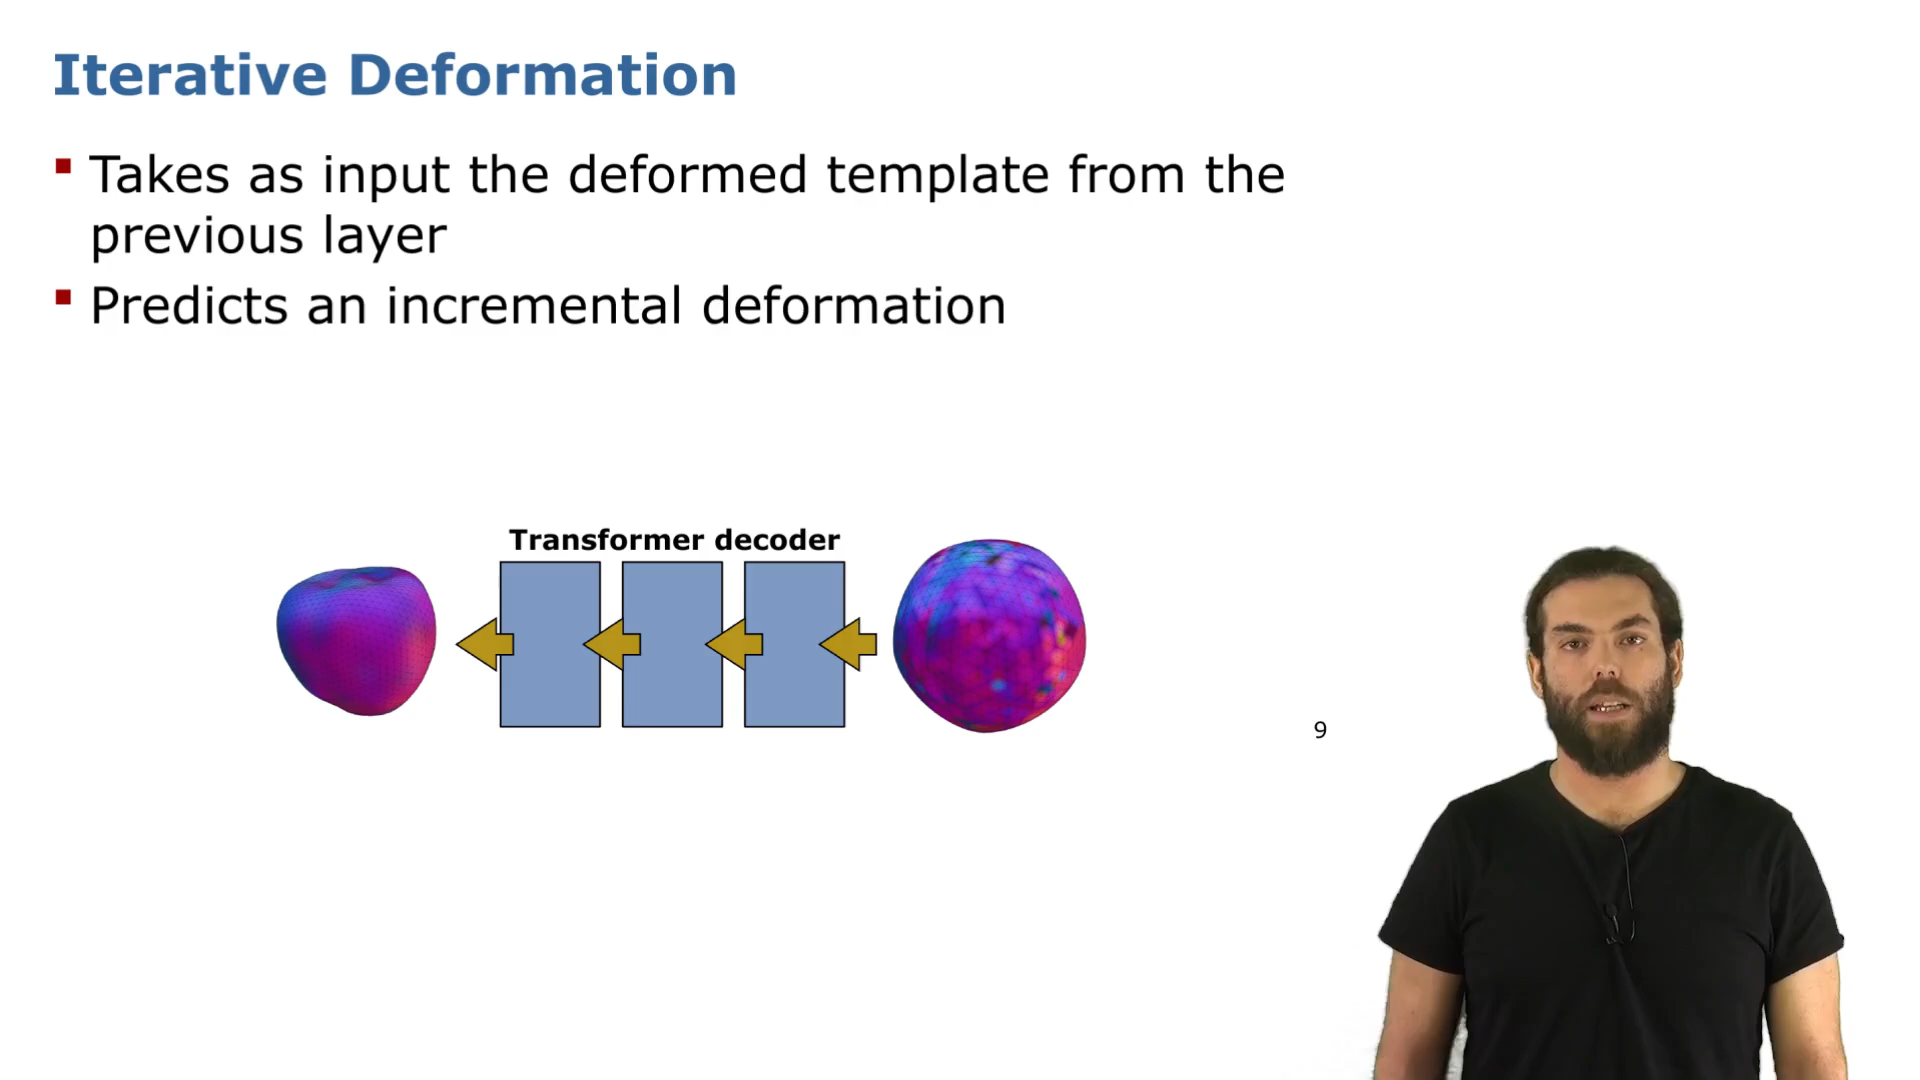 Iterative Deformation
Takes as input the deformed template from the
previous layer
Predicts an incremental deformation
Transformer decoder
9